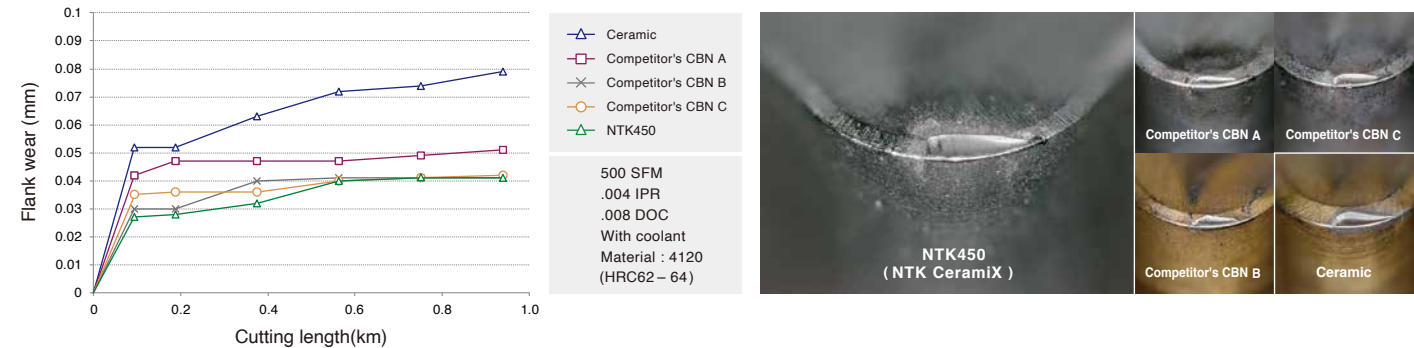 Flank wear (mm)
0.1
0.09
0.08
0.07
0.06
0.05
0.04
0.03
0.02
0.01
0
0
0.2
0.4
0.6
0.8
1.0
Cutting length(km)
Ceramic
Competitor's CBN A
Competitor's CBN B
Competitor's CBN C
NTK450
500 SFM
.004 IPR
.008 DOC
With coolant
Material : 4120
(HRC62 – 64)
NTK450
( NTK CeramiX )
Competitor's CBN A
Competitor's CBN C
Competitor's CBN B
Ceramic